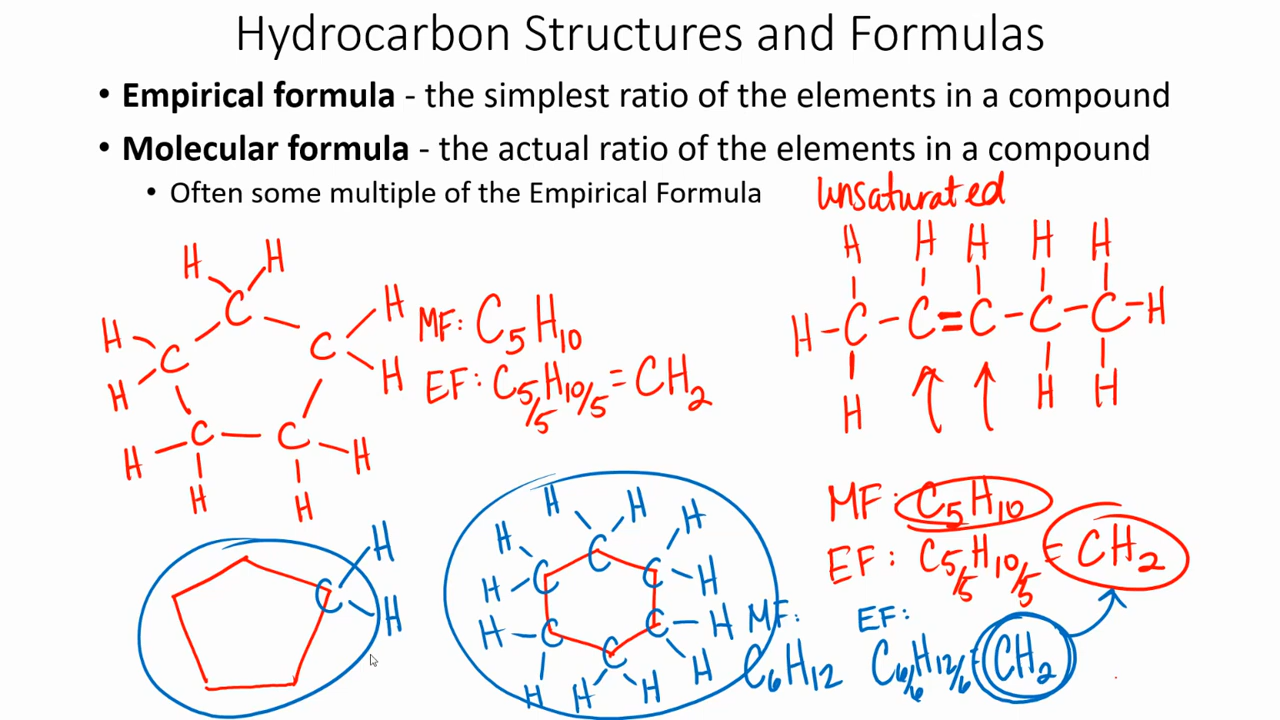 Hydrocarbon Structures and Formulas
• Empirical formula - the simplest ratio of the elements in a compound
• Molecular formula - the actual ratio of the elements in a compound
• Often some multiple of the Empirical Formula
unsaturated
H H
H C H
H C C H
H C C H
H H
MF: C5H10
EF: C5/5H10/5 = CH2
H H H H H
H-C-C=C-C-C-H
H H H
MF: C5H10
EF: C5/5H10/5 = CH2
H
C
H
H H H
H C
H C C H
H C C H
C H
H H H
MF:
C6H12
EF:
C6/6H12/6 = CH2